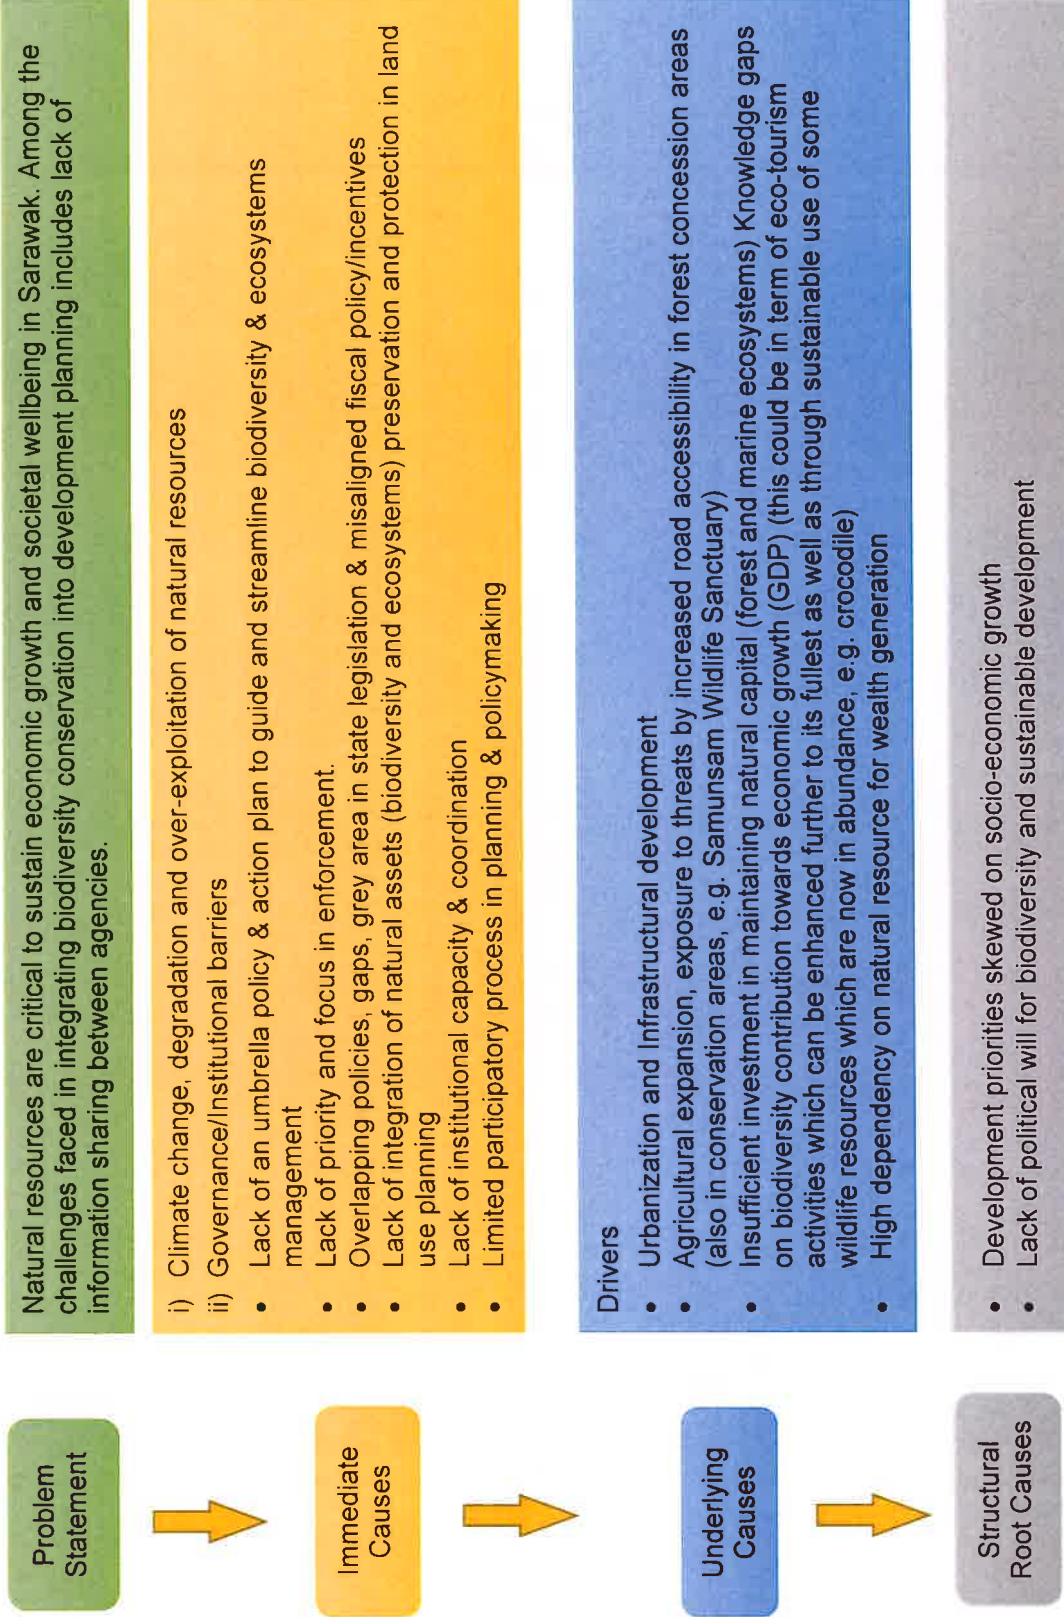 Problem
Statement
Natural resources are critical to sustain economic growth and societal wellbeing in Sarawak. Among the
challenges faced in integrating biodiversity conservation into development planning includes lack of
information sharing between agencies.
Immediate
Causes
i) Climate change, degradation and over-exploitation of natural resources
ii) Governance/Institutional barriers
• Lack of an umbrella policy & action plan to guide and streamline biodiversity & ecosystems
management
• Lack of priority and focus in enforcement.
• Overlapping policies, gaps, grey area in state legislation & misaligned fiscal policy/incentives
• Lack of integration of natural assets (biodiversity and ecosystems) preservation and protection in land
use planning
• Lack of institutional capacity & coordination
• Limited participatory process in planning & policymaking
Underlying
Causes
Drivers
• Urbanization and Infrastructural development
• Agricultural expansion, exposure to threats by increased road accessibility in forest concession areas
(also in conservation areas, e.g. Samunsam Wildlife Sanctuary)
• Insufficient investment in maintaining natural capital (forest and marine ecosystems) Knowledge gaps
on biodiversity contribution towards economic growth (GDP) (this could be in term of eco-tourism
activities which can be enhanced further to its fullest as well as through sustainable use of some
wildlife resources which are now in abundance, e.g. crocodile)
• High dependency on natural resource for wealth generation
Structural
Root Causes
• Development priorities skewed on socio-economic growth
• Lack of political will for biodiversity and sustainable development